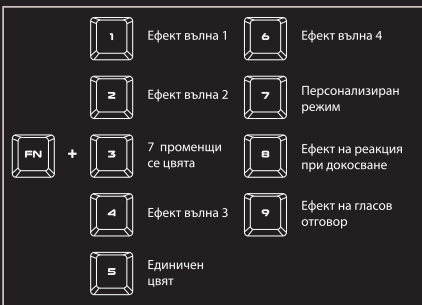 1 Ефект вълна 1
2 Ефект вълна 2
FN + 3 7 променщи
се цвята
4 Ефект вълна 3
5 Единичен
цвят
6 Ефект вълна 4
7 Персонализиран
режим
8 Ефект на реакция
при докосване
9 Ефект на гласов
отговор